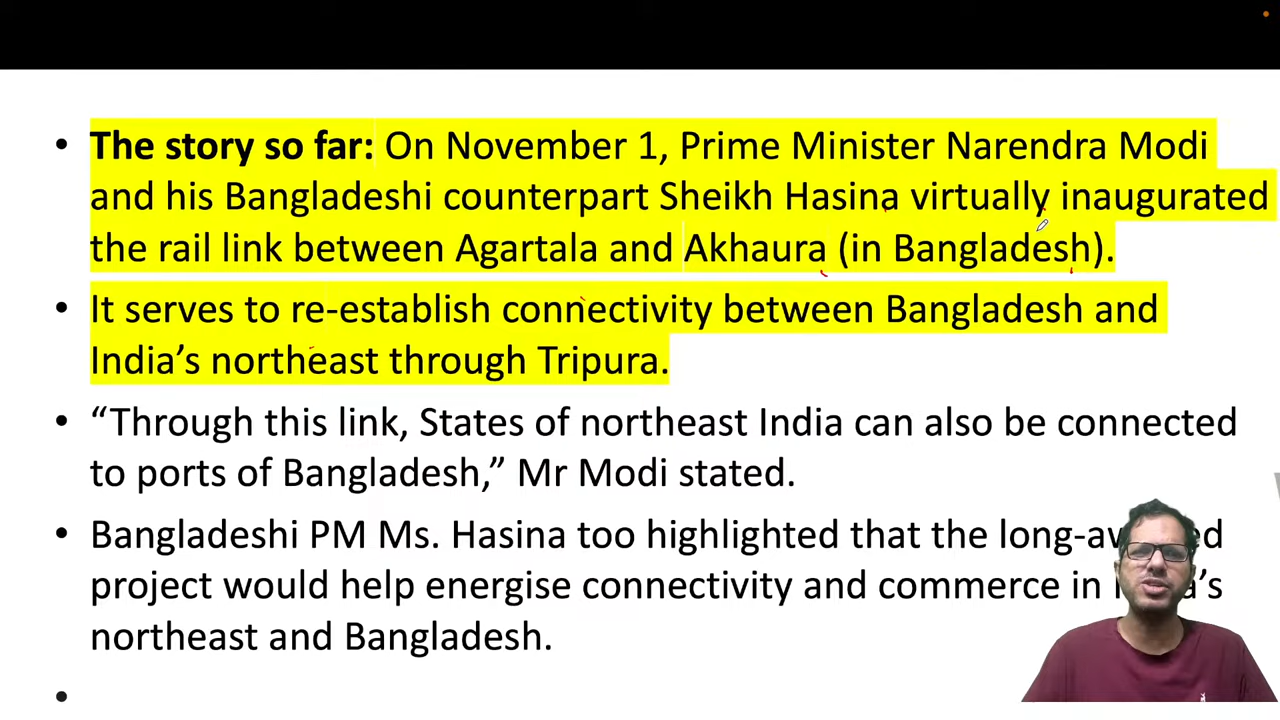 • The story so far: On November 1, Prime Minister Narendra Modi
and his Bangladeshi counterpart Sheikh Hasina virtually inaugurated
the rail link between Agartala and Akhaura (in Bangladesh).
• It serves to re-establish connectivity between Bangladesh and
India’s northeast through Tripura.
• “Through this link, States of northeast India can also be connected
to ports of Bangladesh,” Mr Modi stated.
• Bangladeshi PM Ms. Hasina too highlighted that the
project would help energise connectivity and commerce in
northeast and Bangladesh.
•